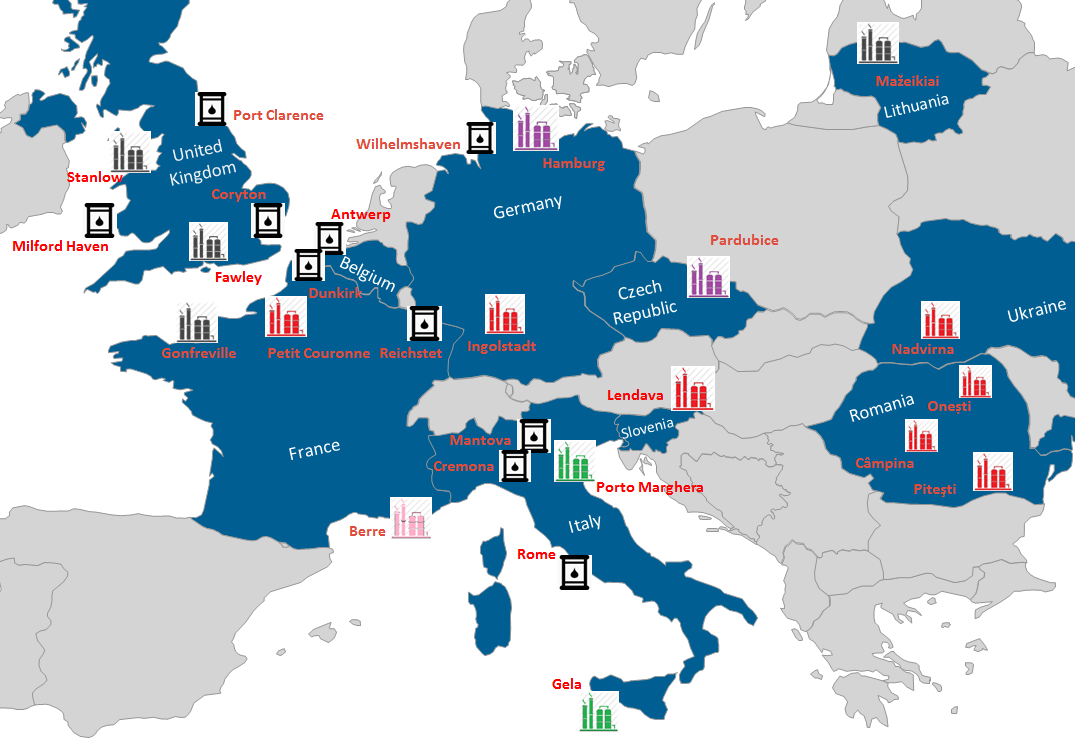 Mažeikiai
Lithuania
Port Clarence
Wilhelmshaven
Hamburg
United
Kingdom
Stanlow
Coryton
Germany
Antwerp
Milford Haven
Pardubice
Belgium
Fawley
Dunkirk
Czech
Republic
Ukraine
Gonfreville
Petit Couronne
Reichstet
Ingolstadt
Nadvirna
Lendava
Romania
Oneşti
Slovenia
Mantova
France
Cremona
Câmpina
Porto Marghera
Piteşti
Berre
Italy
Rome
Gela